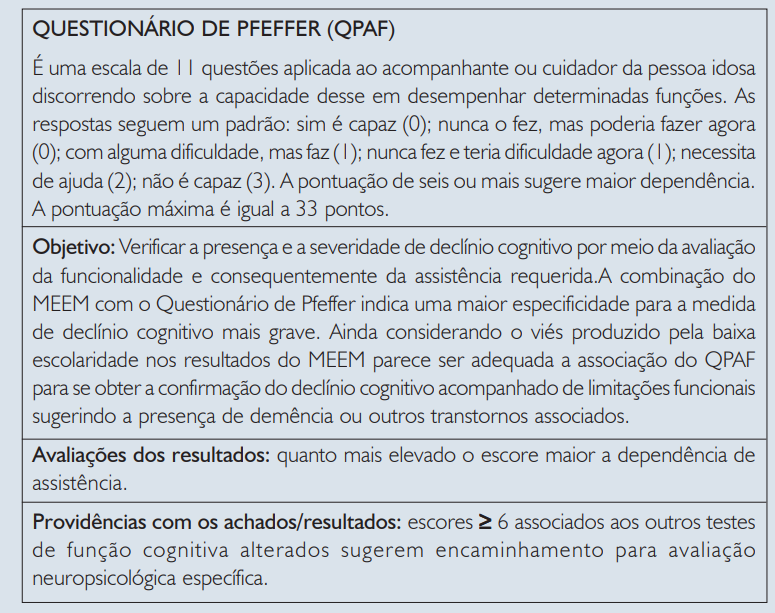 QUESTIONÁRIO DE PFEFFER (QPAF)
É uma escala de 11 questões aplicada ao acompanhante ou cuidador da pessoa idosa
discorrendo sobre a capacidade desse em desempenhar determinadas funções. As
respostas seguem um padrão: sim é capaz (0); nunca o fez, mas poderia fazer agora
(0); com alguma dificuldade, mas faz (1); nunca fez e teria dificuldade agora (1); necessita
de ajuda (2); não é capaz (3). A pontuação de seis ou mais sugere maior dependência.
A pontuação máxima é igual a 33 pontos.
Objetivo: Verificar a presença e a severidade de declínio cognitivo por meio da avaliação
da funcionalidade e consequentemente da assistência requerida.A combinação do
MEEM com o Questionário de Pfeffer indica uma maior especificidade para a medida
de declínio cognitivo mais grave. Ainda considerando o viés produzido pela baixa
escolaridade nos resultados do MEEM parece ser adequada a associação do QPAF
para se obter a confirmação do declínio cognitivo acompanhado de limitações funcionais
sugerindo a presença de demência ou outros transtornos associados.
Avaliações dos resultados: quanto mais elevado o escore maior a dependência de
assistência.
Providências com os achados/resultados: escores ≥ 6 associados aos outros testes
de função cognitiva alterados sugerem encaminhamento para avaliação
neuropsicológica específica.